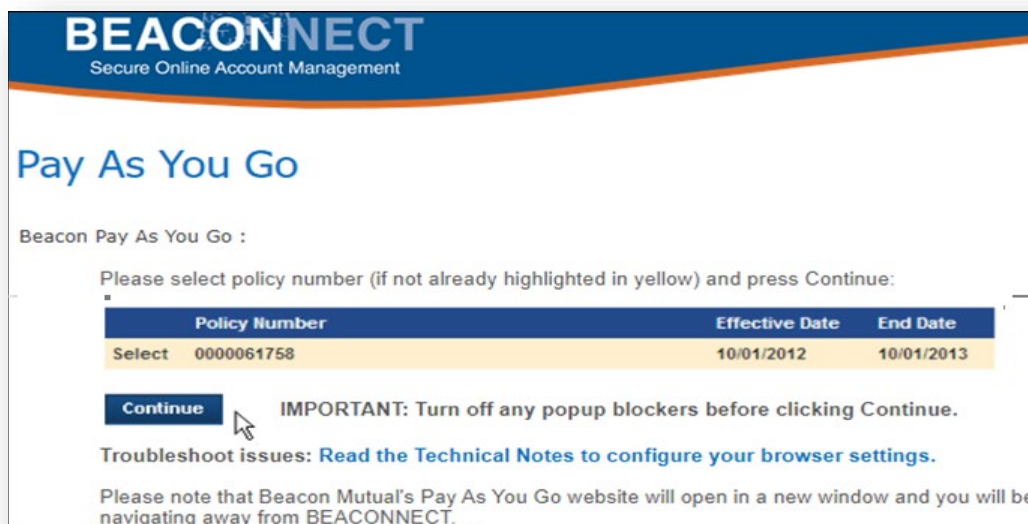 BEACONNECT
Secure Online Account Management
Pay As You Go
Beacon Pay As You Go :
Please select policy number (if not already highlighted in yellow) and press Continue:
Policy Number Effective Date End Date
Select 0000061758 10/01/2012 10/01/2013
Continue IMPORTANT: Turn off any popup blockers before clicking Continue.
Troubleshoot issues: Read the Technical Notes to configure your browser settings.
Please note that Beacon Mutual's Pay As You Go website will open in a new window and you will be
navigating away from BEACONNECT.